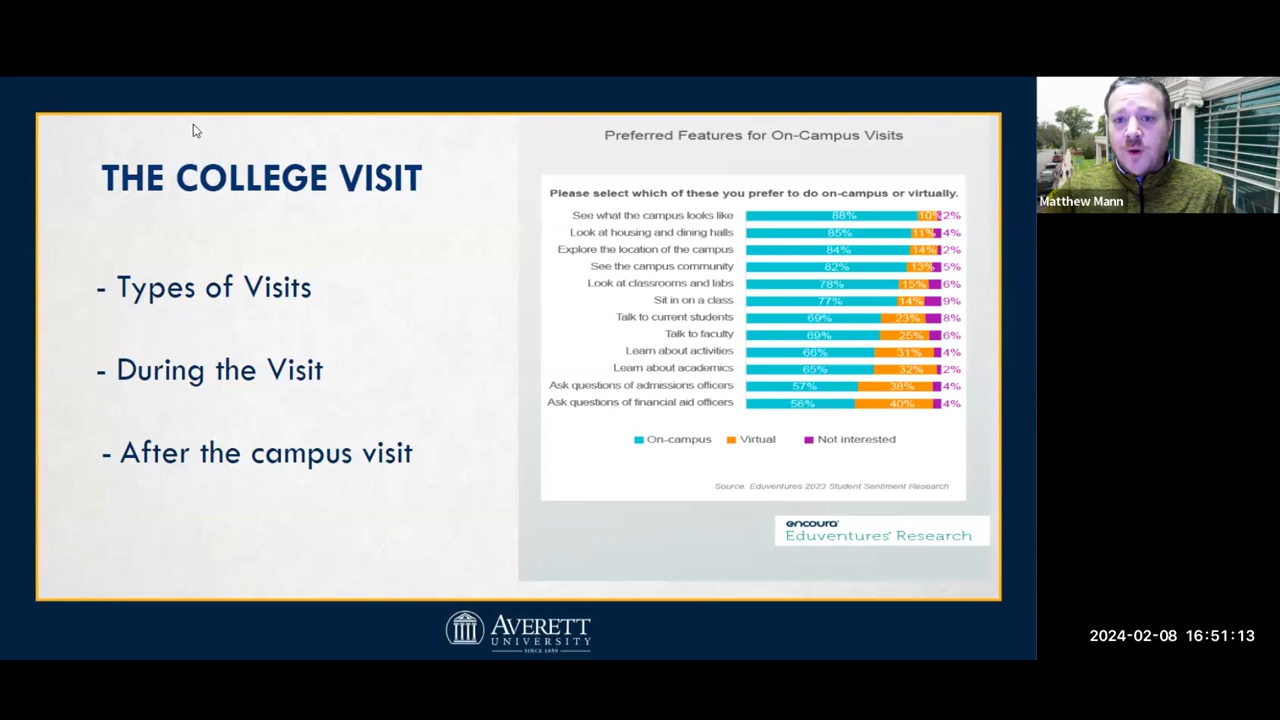 THE COLLEGE VISIT
- Types of Visits
- During the Visit
- After the campus visit
Preferred Features for On-Campus Visits
Please select which of these you prefer to do on-campus or virtually.
See what the campus looks like 88% 10% 2%
Look at housing and dining halls 85% 11% 4%
Explore the location of the campus 84% 14% 2%
See the campus community 82% 13% 5%
Look at classrooms and labs 78% 15% 6%
Sit in on a class 77% 14% 9%
Talk to current students 69% 23% 8%
Talk to faculty 69% 25% 6%
Learn about activities 66% 31% 4%
Learn about academics 65% 32% 2%
Ask questions of admissions officers 57% 38% 4%
Ask questions of financial aid officers 56% 40% 4%
On-campus Virtual Not interested
Source: Eduventures 2023 Student Sentiment Research
encoura
Eduventures' Research
AVERETT
UNIVERSITY
SINCE 1859
Matthew Mann
2024-02-08 16:51:13